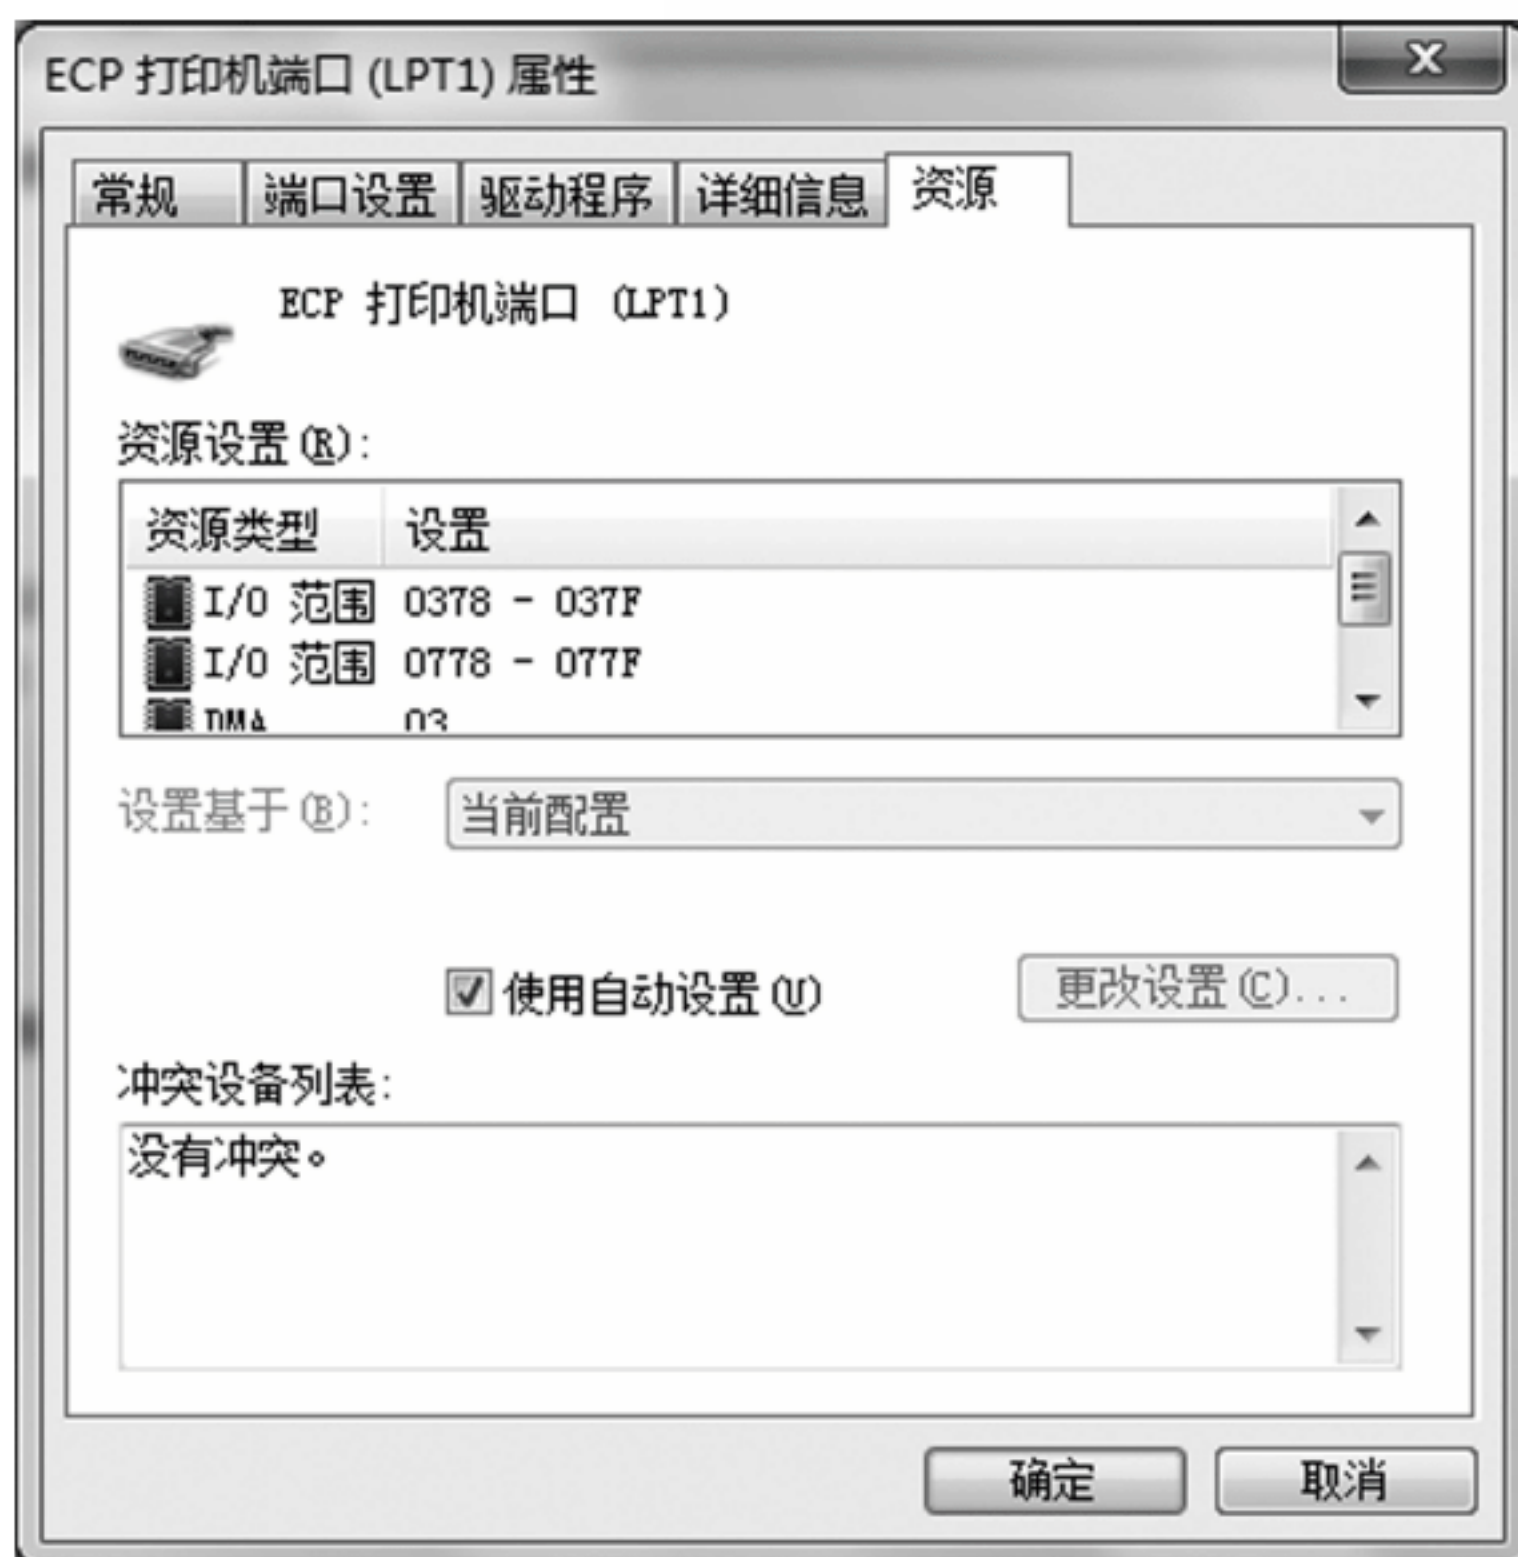 ECP 打印机端口 (LPT1) 属性
常规 端口设置 驱动程序 详细信息 资源
ECP 打印机端口 (LPT1)
资源设置(R):
资源类型 设置
I/O 范围 0378 - 037F
I/O 范围 0778 - 077F
DMA 03
设置基于(B): 当前配置
使用自动设置(U) 更改设置(C)...
冲突设备列表:
没有冲突。
确定 取消